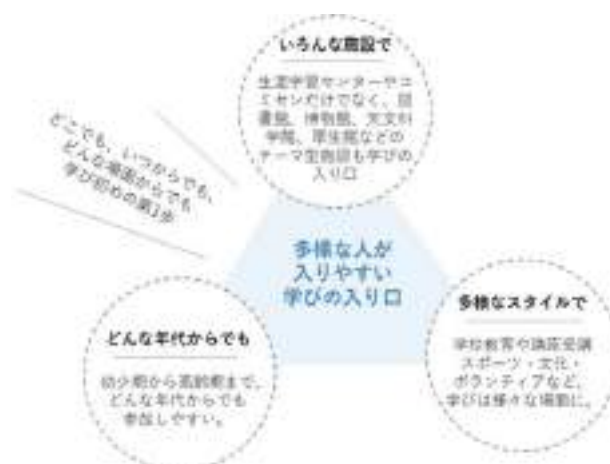 いろんな施設で
生涯学習センターやコ
ミセンだけでなく、図
書館、博物館、天文科
学館、厚生館などの
テーマ型施設も学びの
入り口
どこでも、いつからでも、
どんな場面からでも
学び初めの第1歩
多様な人が
入りやすい
学びの入り口
どんな年代からでも
幼少期から高齢期まで、
どんな年代からでも
参加しやすい。
多様なスタイルで
学校教育や講座受講
スポーツ・文化・
ボランティアなど、
学びは様々な場面に。